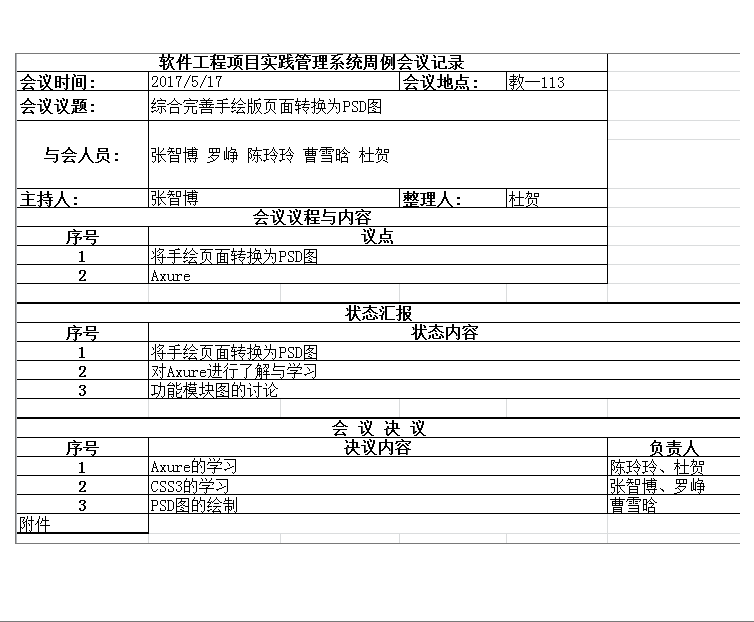 软件工程项目实践管理系统周例会议记录
会议时间: 2017/5/17 会议地点: 教一113
会议议题: 综合完善手绘版页面转换为PSD图
与会人员: 张智博 罗峥 陈玲玲 曹雪晗 杜贺
主持人: 张智博 整理人: 杜贺
会议议程与内容
序号 议点
1 将手绘页面转换为PSD图
2 Axure
状态汇报
序号 状态内容
1 将手绘页面转换为PSD图
2 对Axure进行了解与学习
3 功能模块图的讨论
会 议 决 议
序号 决议内容 负责人
1 Axure的学习 陈玲玲、杜贺
2 CSS3的学习 张智博、罗峥
3 PSD图的绘制 曹雪晗
附件